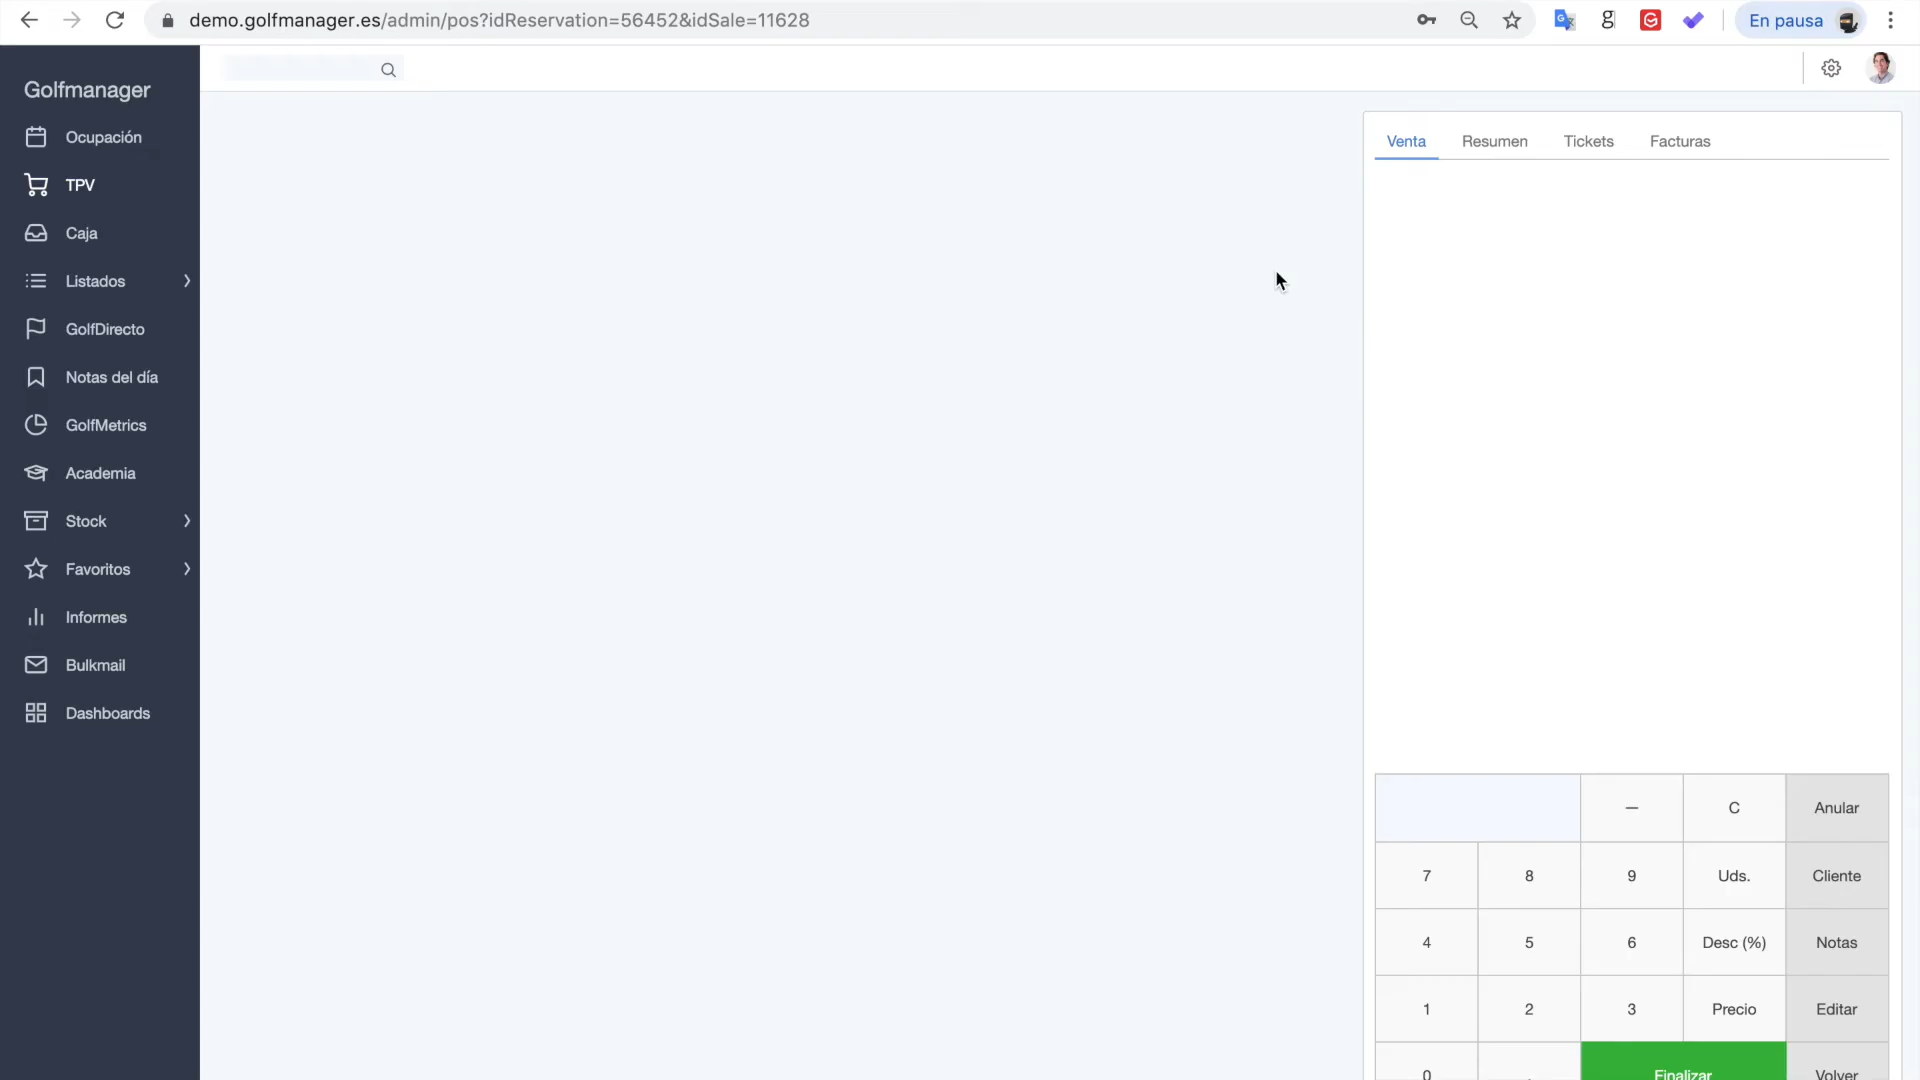 demo.golfmanager.es/admin/pos?idReservation=56452&idSale=11628
En pausa
Golfmanager
Ocupación
TPV
Caja
Listados
GolfDirecto
Notas del día
GolfMetrics
Academia
Stock
Favoritos
Informes
Bulkmail
Dashboards
Venta Resumen Tickets Facturas
— C Anular
7 8 9 Uds. Cliente
4 5 6 Desc (%) Notas
1 2 3 Precio Editar
0 . Finalizar Volver